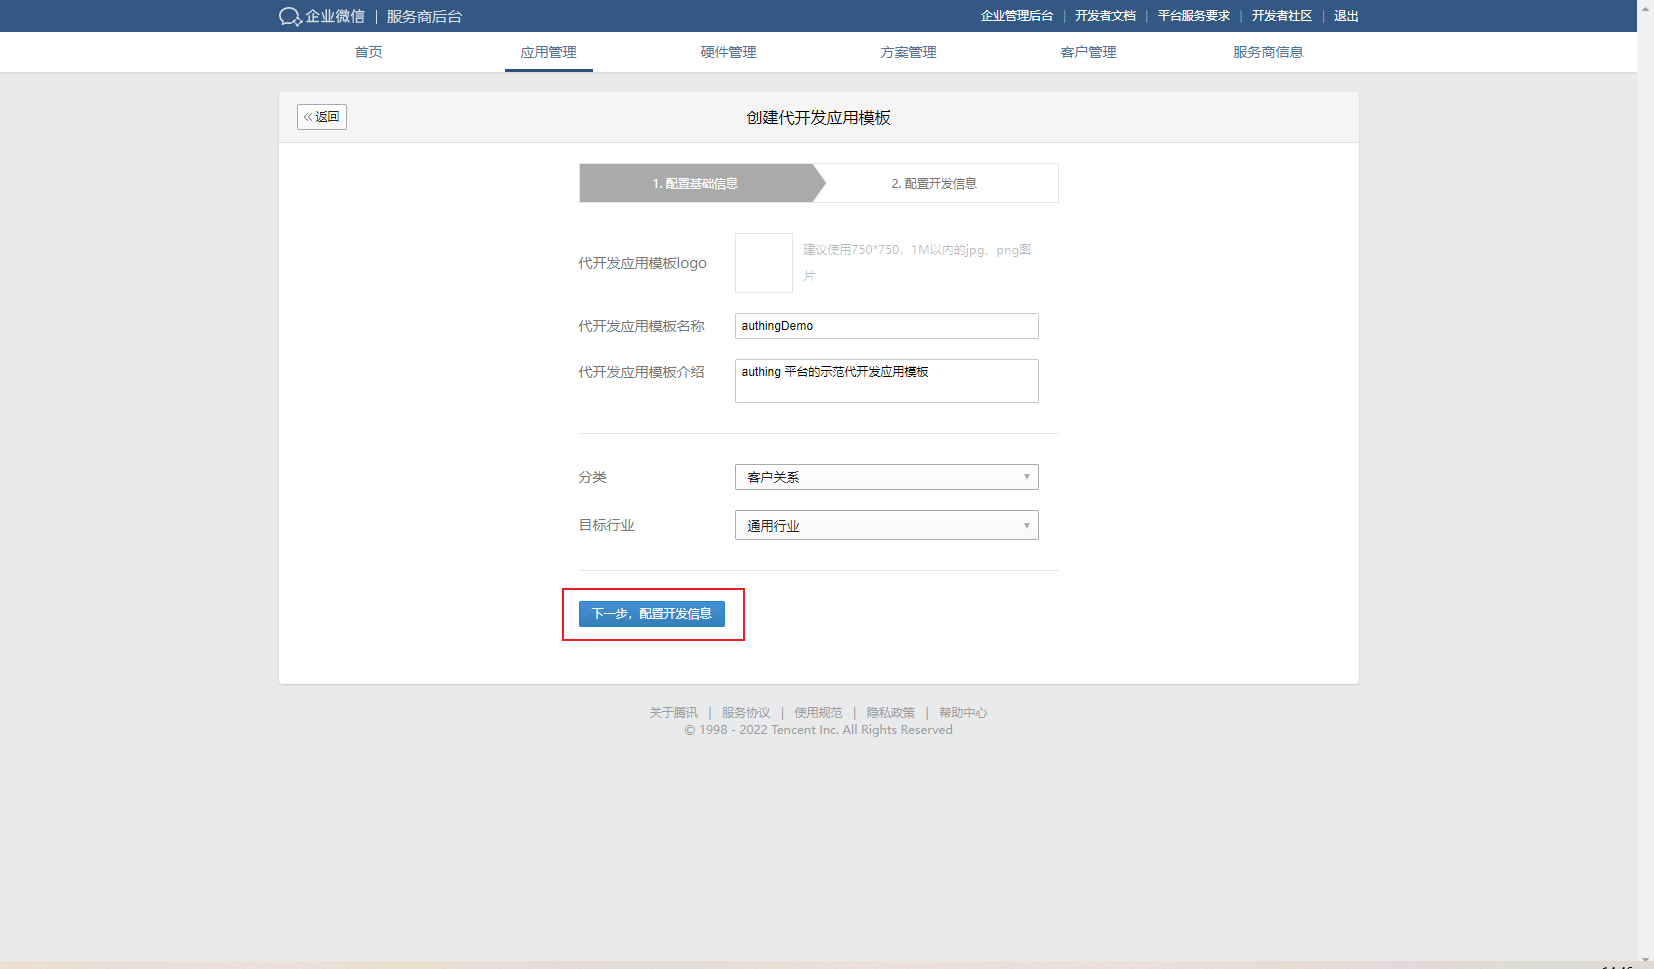 企业微信 | 服务商后台
企业管理后台 | 开发者文档 | 平台服务要求 | 开发者社区 | 退出
首页 应用管理 硬件管理 方案管理 客户管理 服务商信息
«返回 创建代开发应用模板
1. 配置基础信息 2. 配置开发信息
代开发应用模板logo
建议使用750*750，1M以内的jpg、png图
片
代开发应用模板名称 authingDemo
代开发应用模板介绍 authing 平台的示范代开发应用模板
分类 客户关系
目标行业 通用行业
下一步，配置开发信息
关于腾讯 | 服务协议 | 使用规范 | 隐私政策 | 帮助中心
© 1998 - 2022 Tencent Inc. All Rights Reserved